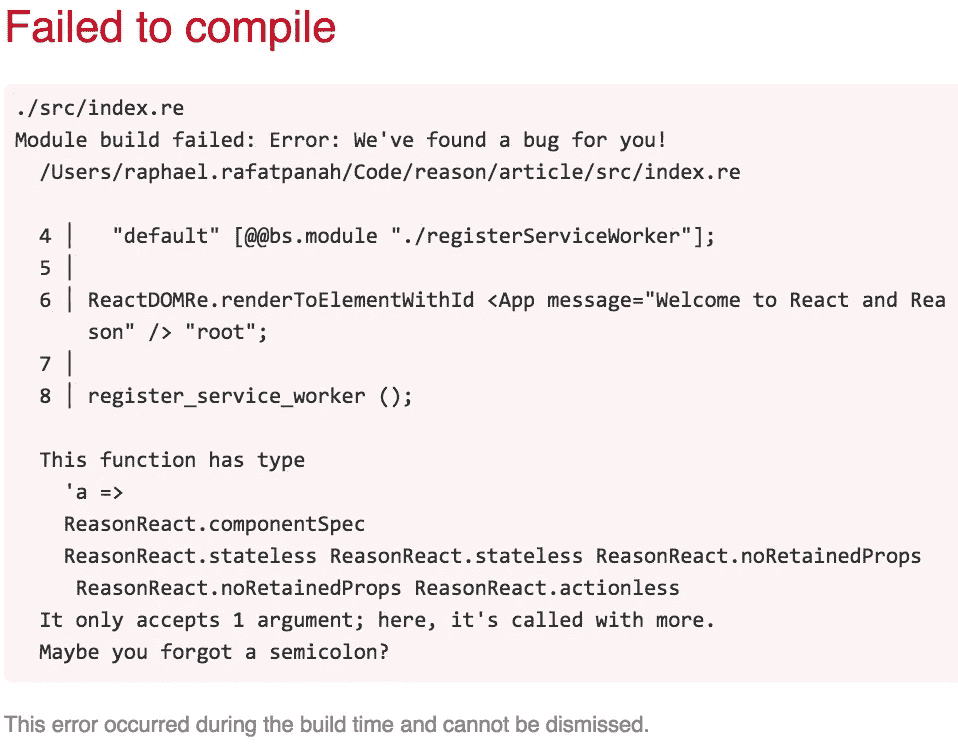 Failed to compile
./src/index.re
Module build failed: Error: We've found a bug for you!
/Users/raphael.rafatpanah/Code/reason/article/src/index.re
4 │ "default" [@@bs.module "./registerServiceWorker"];
5 │
6 │ ReactDOMRe.renderToElementWithId <App message="Welcome to React and Rea
son" /> "root";
7 │
8 │ register_service_worker ();
This function has type
'a =>
ReasonReact.componentSpec
ReasonReact.stateless ReasonReact.stateless ReasonReact.noRetainedProps
ReasonReact.noRetainedProps ReasonReact.actionless
It only accepts 1 argument; here, it's called with more.
Maybe you forgot a semicolon?
This error occurred during the build time and cannot be dismissed.